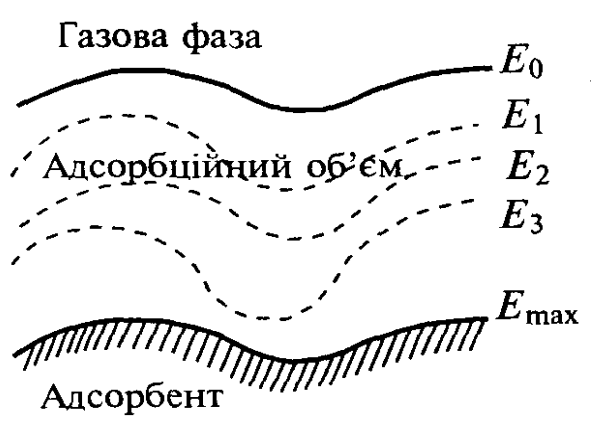 Газова фаза
E₀
E₁
Адсорбційний об’єм
E₂
E₃
Eₘₐₓ
Адсорбент